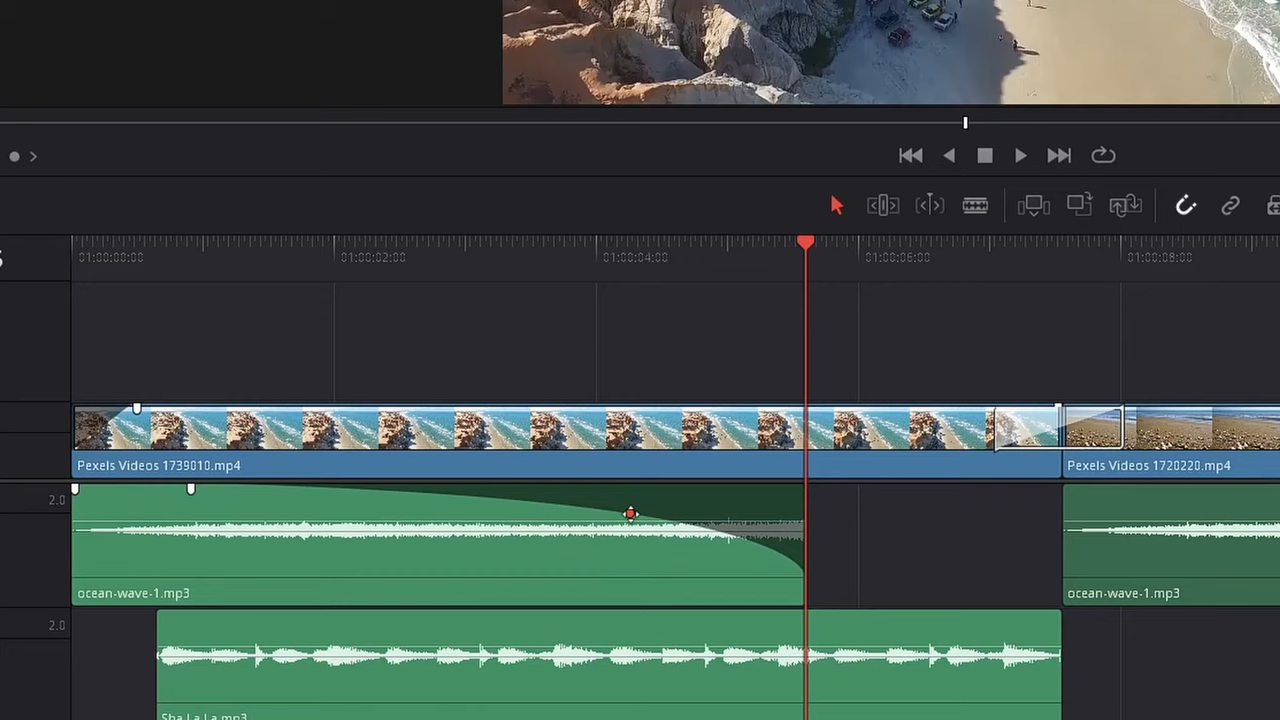 01:00:00:00
01:00:02:00
01:00:04:00
01:00:06:00
01:00:08:00
Pexels Videos 1739010.mp4
Pexels Videos 1720220.mp4
2.0
ocean-wave-1.mp3
ocean-wave-1.mp3
2.0
Sha La La.mp3